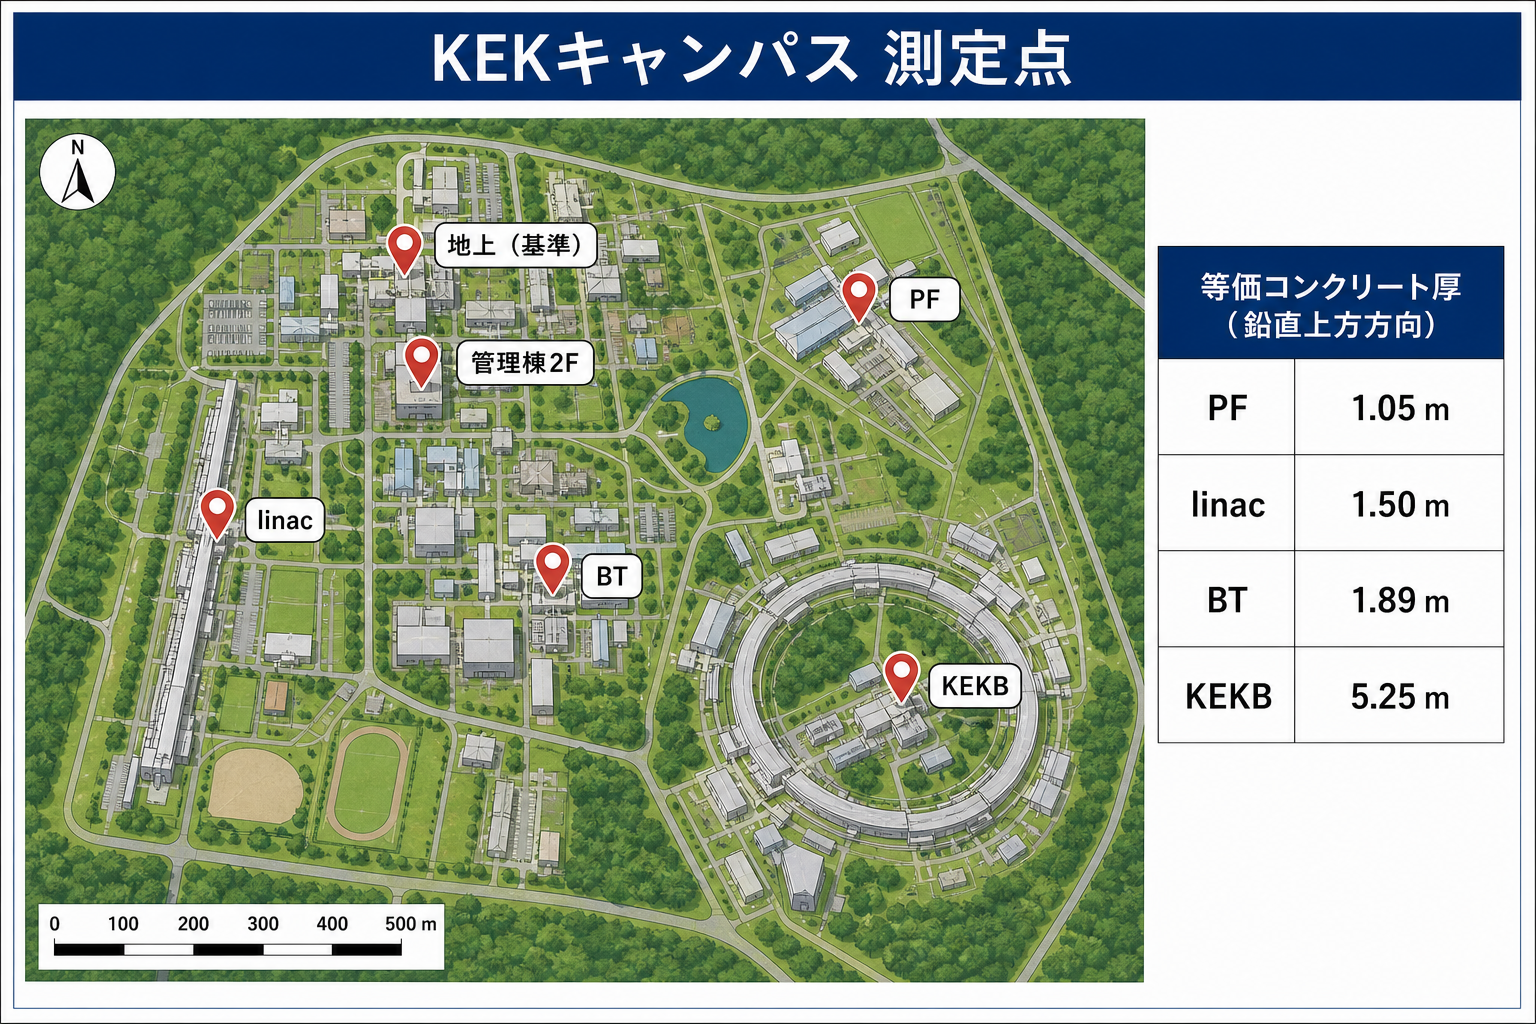 KEKキャンパス 測定点
N
地上（基準）
PF
管理棟2F
linac
BT
KEKB
0 100 200 300 400 500 m
等価コンクリート厚
（鉛直上方方向）
PF 1.05 m
linac 1.50 m
BT 1.89 m
KEKB 5.25 m